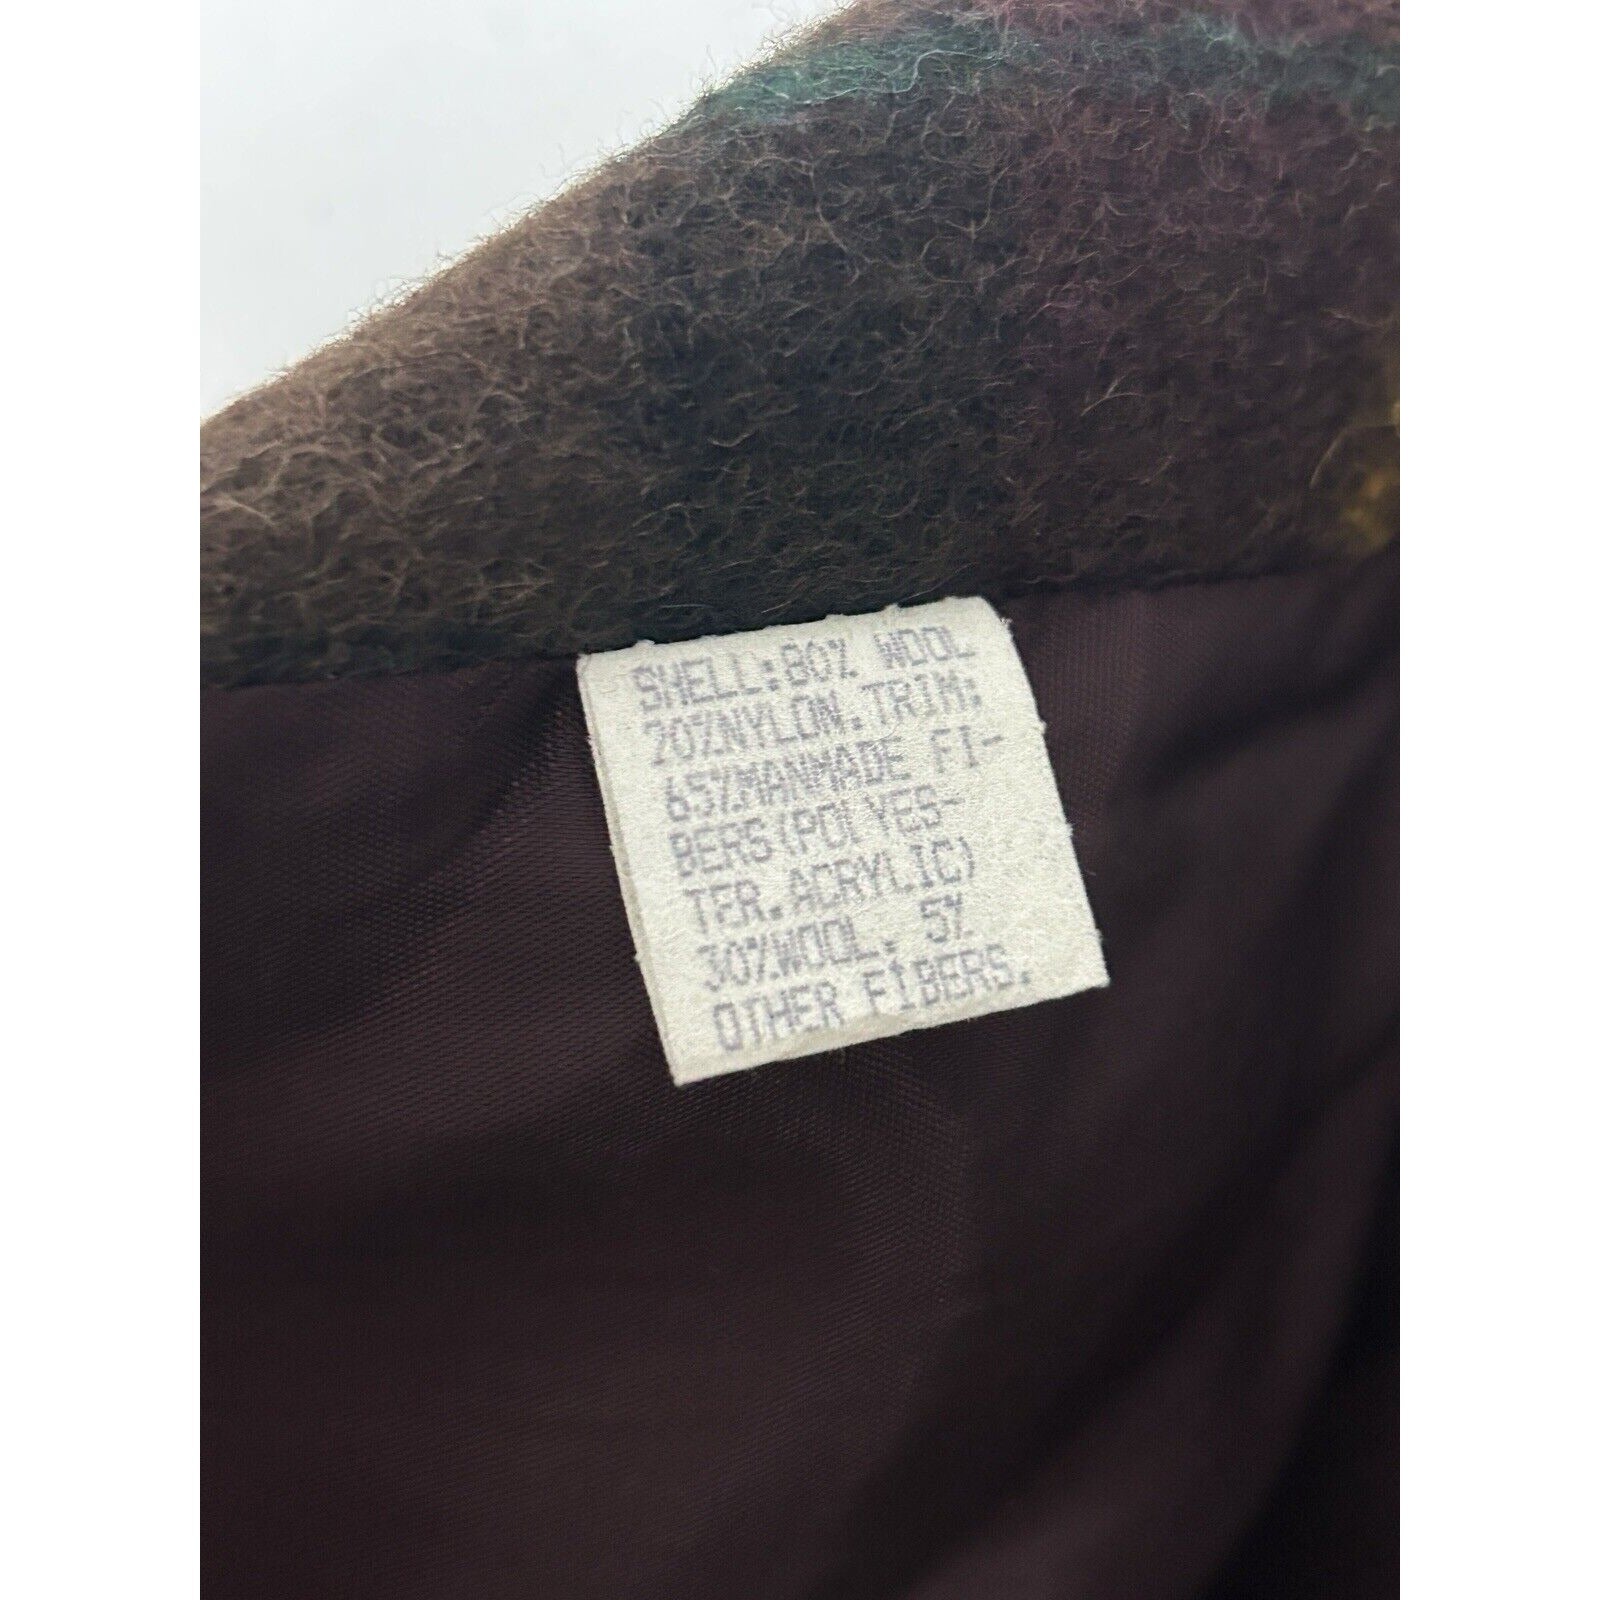 SHELL:80% WOOL
20%NYLON.TRIM:
65%MANMADE FI-
BERS(POLYES-
TER.ACRYLIC)
30%WOOL. 5%
OTHER FIBERS.